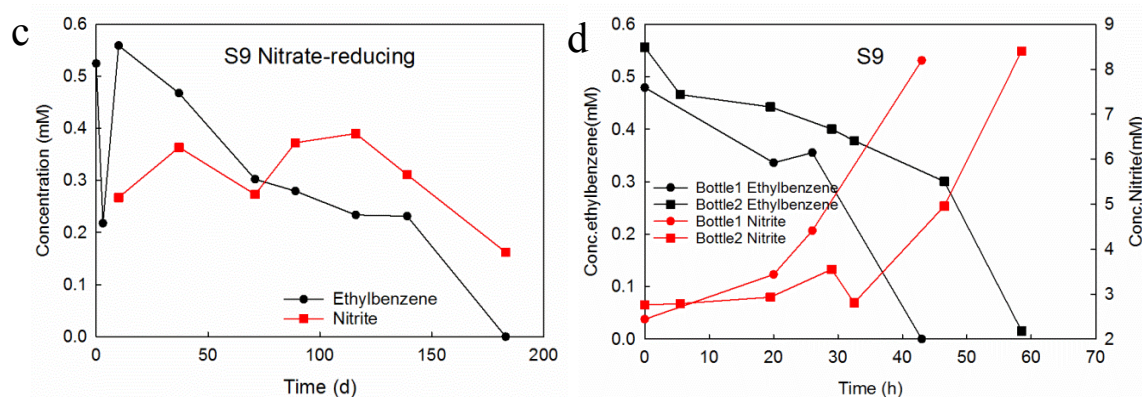 c
S9 Nitrate-reducing
Concentration (mM)
0.6
0.5
0.4
0.3
0.2
0.1
0.0
Ethylbenzene
Nitrite
0 50 100 150 200
Time (d)
d
S9
Conc.ethylbenzene(mM)
0.6
0.5
0.4
0.3
0.2
0.1
0.0
Bottle1 Ethylbenzene
Bottle2 Ethylbenzene
Bottle1 Nitrite
Bottle2 Nitrite
9
8
7
6
5
4
3
2
Conc.Nitrite(mM)
0 10 20 30 40 50 60 70
Time (h)